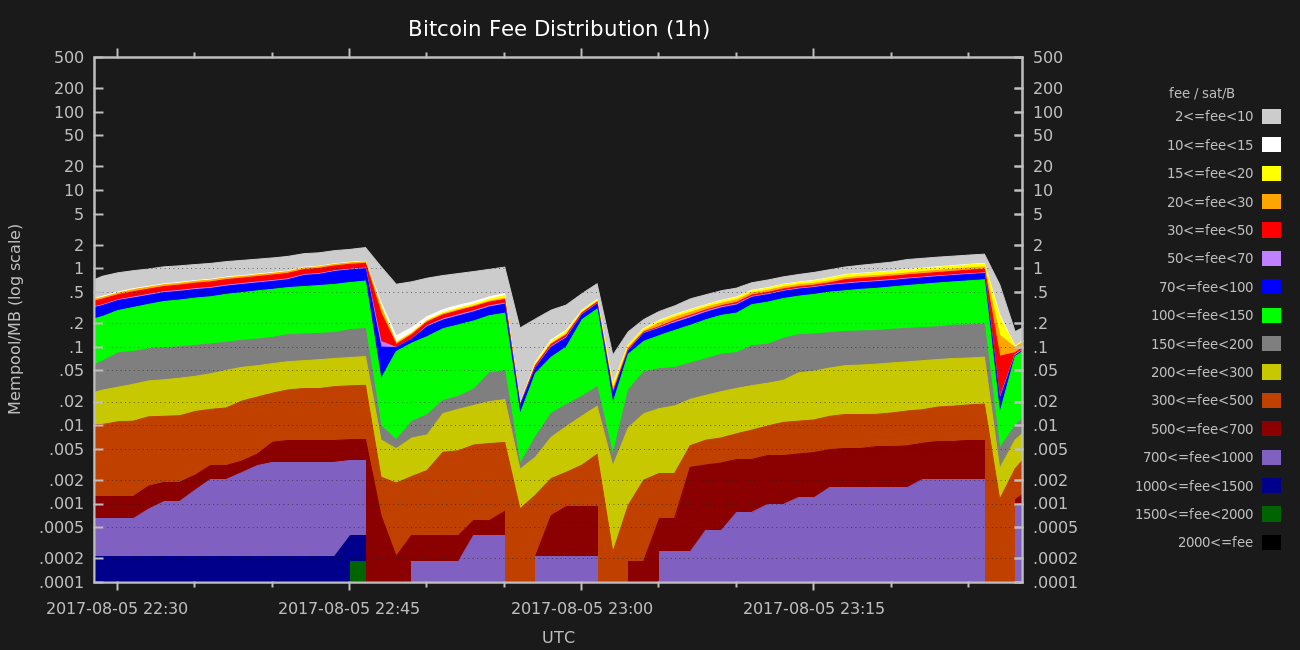 Bitcoin Fee Distribution (1h)
500 500
200 200
100 100
50 50
20 20
10 10
5 5
2 2
1 1
.5 .5
.2 .2
.1 .1
.05 .05
.02 .02
.01 .01
.005 .005
.002 .002
.001 .001
.0005 .0005
.0002 .0002
.0001 .0001
Mempool/MB (log scale)
2017-08-05 22:30 2017-08-05 22:45 2017-08-05 23:00 2017-08-05 23:15
UTC
fee / sat/B
2<=fee<10
10<=fee<15
15<=fee<20
20<=fee<30
30<=fee<50
50<=fee<70
70<=fee<100
100<=fee<150
150<=fee<200
200<=fee<300
300<=fee<500
500<=fee<700
700<=fee<1000
1000<=fee<1500
1500<=fee<2000
2000<=fee